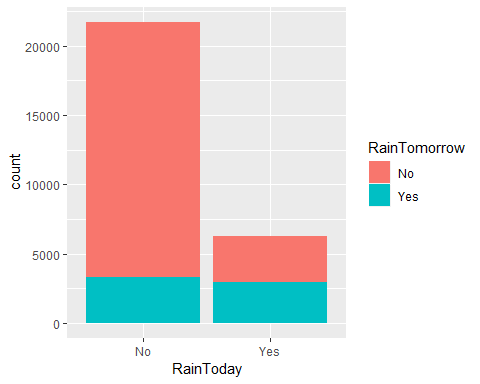 20000
15000
10000
5000
0
count
No
Yes
RainToday
RainTomorrow
No
Yes